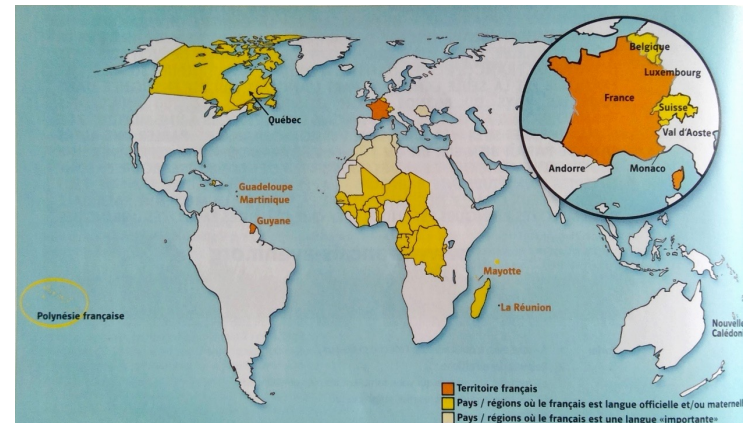 Belgique
Luxembourg
France
Suisse
Val d'Aoste
Andorre
Monaco
Québec
Guadeloupe
Martinique
Guyane
Mayotte
La Réunion
Polynésie française
Nouvelle
Calédon
Territoire français
Pays / régions où le français est langue officielle et/ou maternel
Pays / régions où le français est une langue «importante»